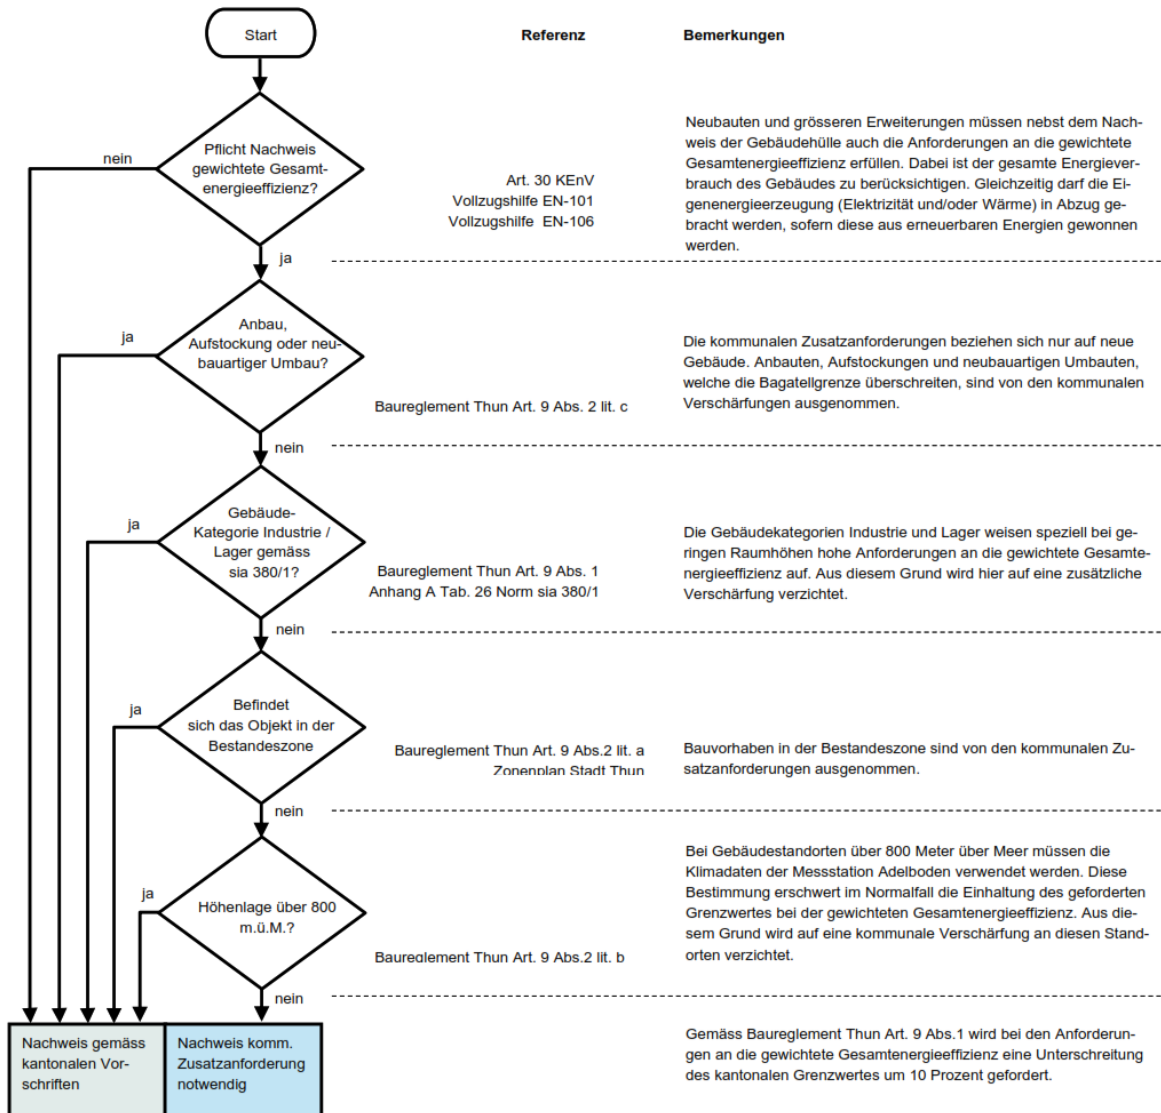 Start
Referenz
Bemerkungen
Pflicht Nachweis
gewichtete Gesamt-
energieeffizienz?
nein
ja
Art. 30 KEnV
Vollzugshilfe EN-101
Vollzugshilfe  EN-106
Neubauten und grösseren Erweiterungen müssen nebst dem Nach-
weis der Gebäudehülle auch die Anforderungen an die gewichtete
Gesamtenergieeffizienz erfüllen. Dabei ist der gesamte Energiever-
brauch des Gebäudes zu berücksichtigen. Gleichzeitig darf die Ei-
genenergieerzeugung (Elektrizität und/oder Wärme) in Abzug ge-
bracht werden, sofern diese aus erneuerbaren Energien gewonnen
werden.
Anbau,
Aufstockung oder neu-
bauartiger Umbau?
ja
nein
Baureglement Thun Art. 9 Abs. 2 lit. c
Die kommunalen Zusatzanforderungen beziehen sich nur auf neue
Gebäude. Anbauten, Aufstockungen und neubauartigen Umbauten,
welche die Bagatellgrenze überschreiten, sind von den kommunalen
Verschärfungen ausgenommen.
Gebäude-
Kategorie Industrie /
Lager gemäss
sia 380/1?
ja
nein
Baureglement Thun Art. 9 Abs. 1
Anhang A Tab. 26 Norm sia 380/1
Die Gebäudekategorien Industrie und Lager weisen speziell bei ge-
ringen Raumhöhen hohe Anforderungen an die gewichtete Gesamte-
nergieeffizienz auf. Aus diesem Grund wird hier auf eine zusätzliche
Verschärfung verzichtet.
Befindet
sich das Objekt in der
Bestandeszone
ja
nein
Baureglement Thun Art. 9 Abs.2 lit. a
Zonenplan Stadt Thun
Bauvorhaben in der Bestandeszone sind von den kommunalen Zu-
satzanforderungen ausgenommen.
Höhenlage über 800
m.ü.M.?
ja
nein
Baureglement Thun Art. 9 Abs.2 lit. b
Bei Gebäudestandorten über 800 Meter über Meer müssen die
Klimadaten der Messstation Adelboden verwendet werden. Diese
Bestimmung erschwert im Normalfall die Einhaltung des geforderten
Grenzwertes bei der gewichteten Gesamtenergieeffizienz. Aus die-
sem Grund wird auf eine kommunale Verschärfung an diesen Stand-
orten verzichtet.
Nachweis gemäss
kantonalen Vor-
schriften
Nachweis komm.
Zusatzanforderung
notwendig
Gemäss Baureglement Thun Art. 9 Abs.1 wird bei den Anforderun-
gen an die gewichtete Gesamtenergieeffizienz eine Unterschreitung
des kantonalen Grenzwertes um 10 Prozent gefordert.